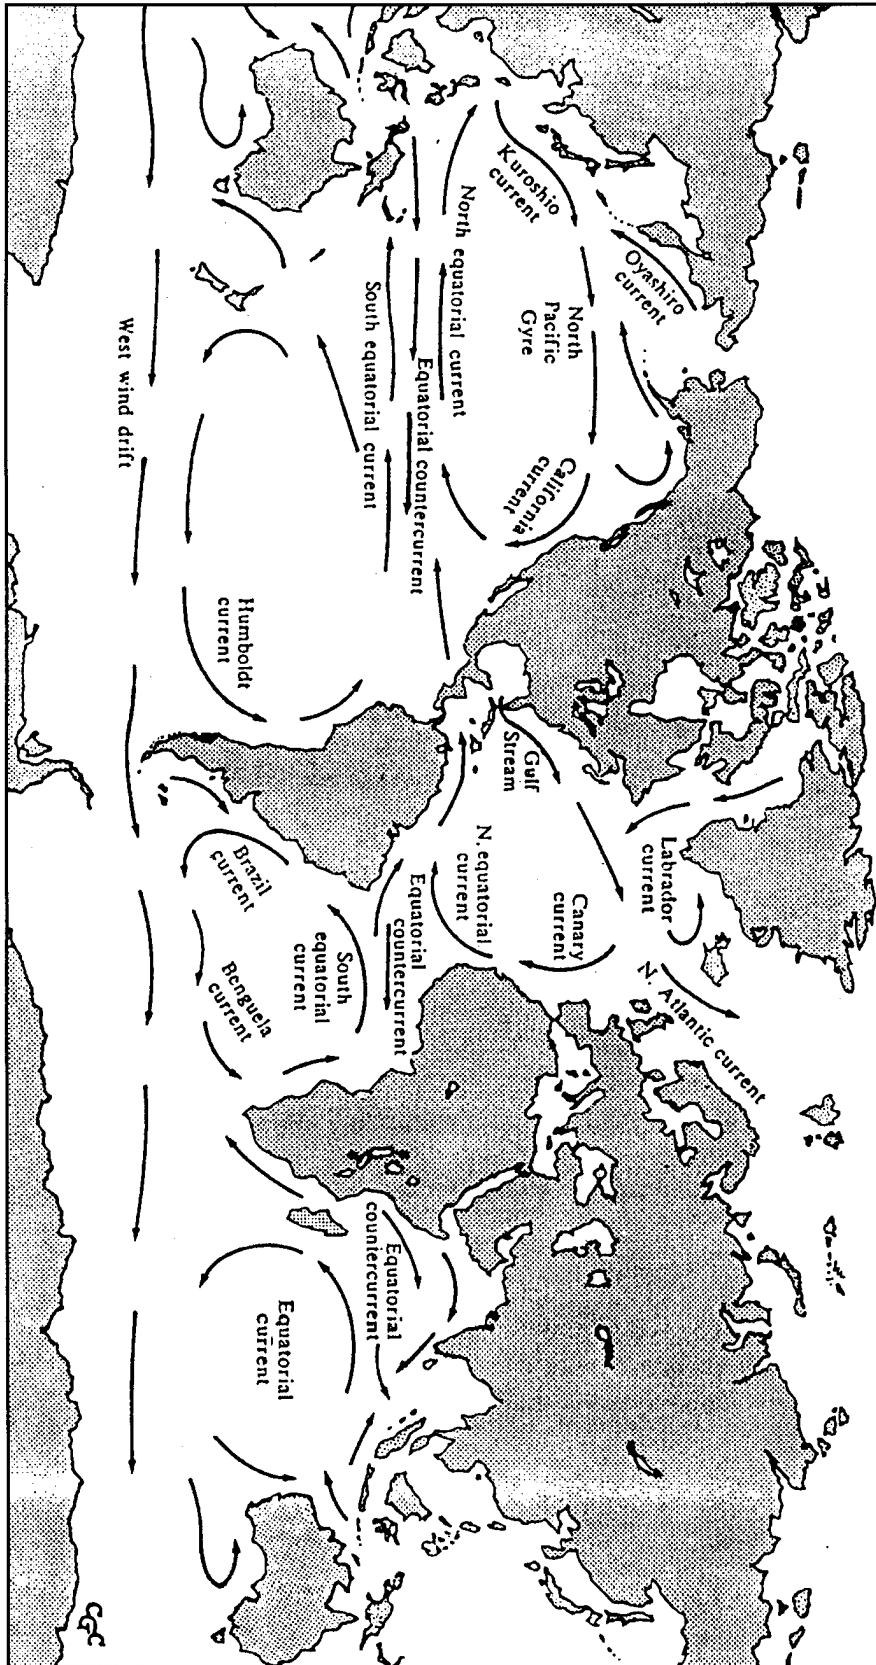 Kuroshio
current
Oyashiro
current
North
Pacific
Gyre
California
current
North equatorial current
Equatorial countercurrent
South equatorial current
West wind drift
Humboldt
current
Gulf
Stream
Labrador
current
N. Atlantic current
Canary
current
N. equatorial
current
Equatorial
countercurrent
South
equatorial
current
Brazil
current
Benguela
current
Equatorial
countercurrent
Equatorial
current
CGC